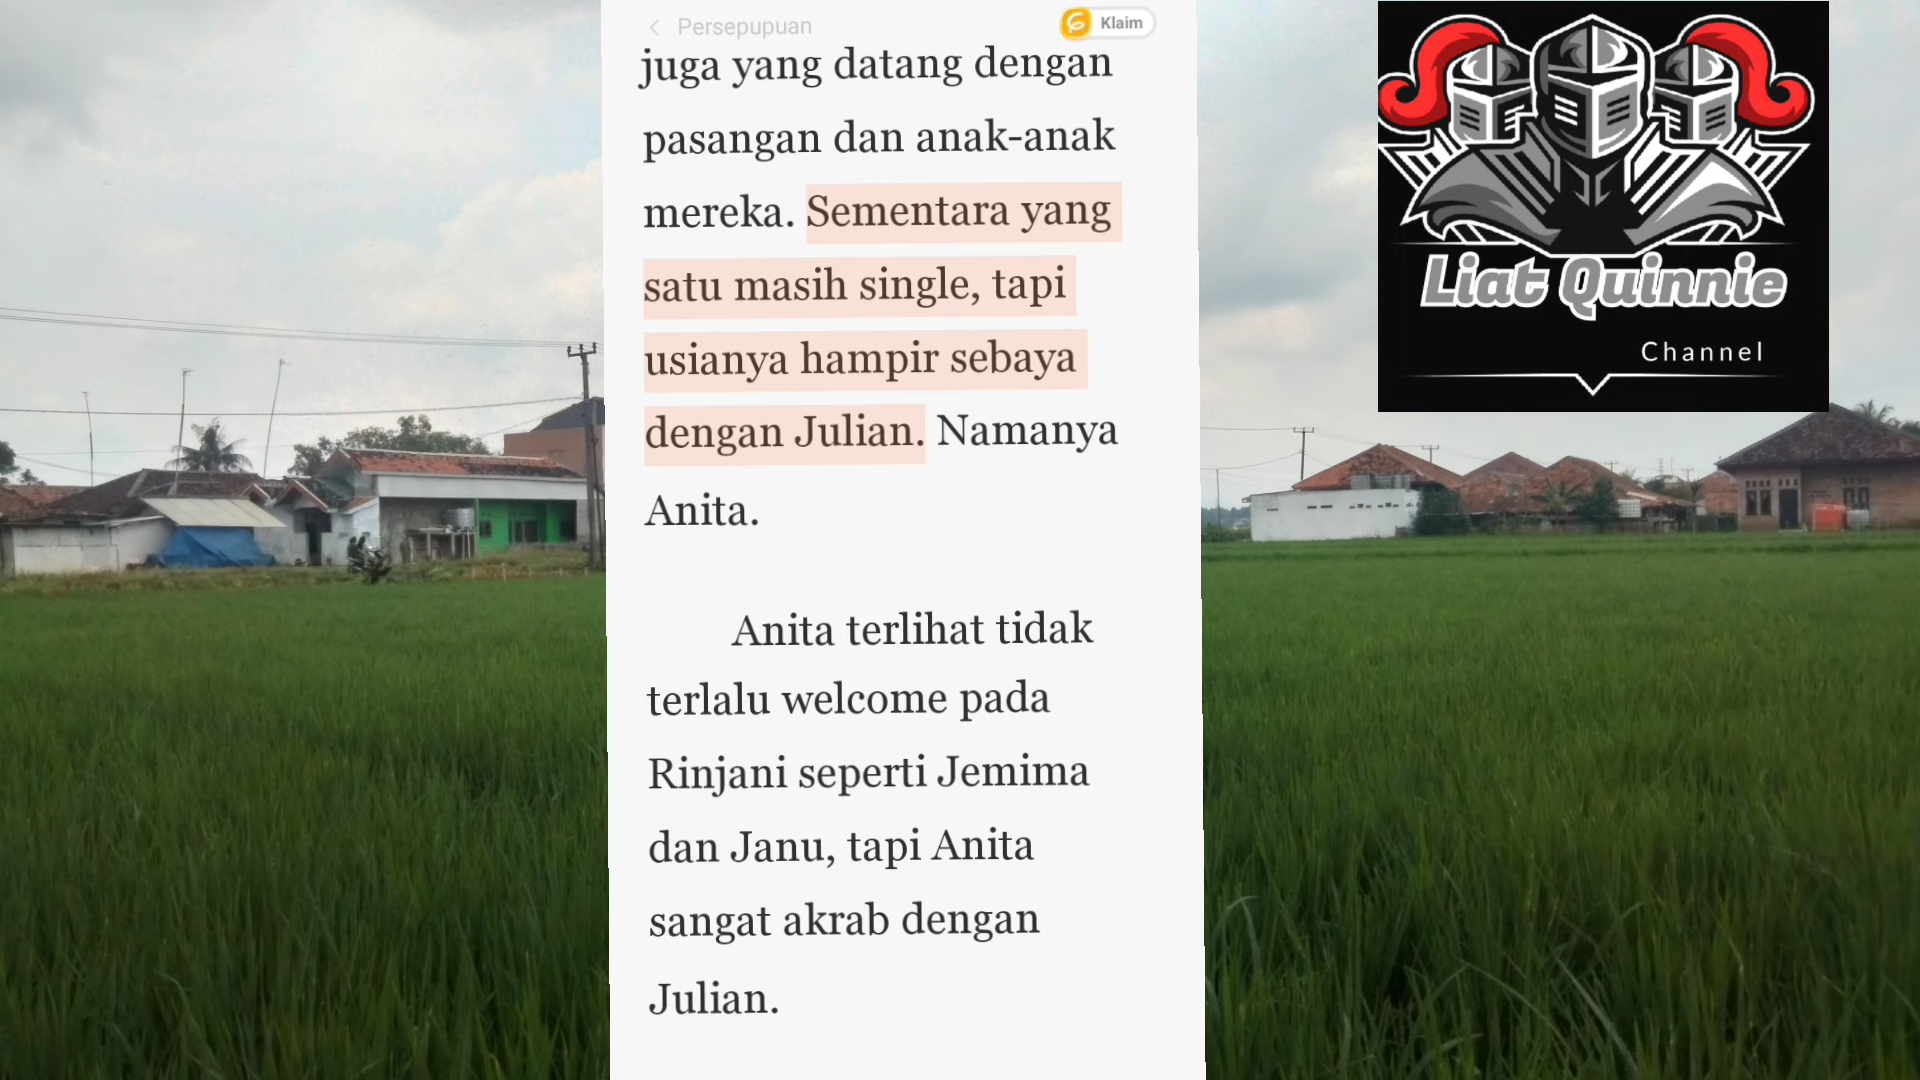 Persepupuan
Klaim
juga yang datang dengan
pasangan dan anak-anak
mereka. Sementara yang
satu masih single, tapi
usianya hampir sebaya
dengan Julian. Namanya
Anita.
Anita terlihat tidak
terlalu welcome pada
Rinjani seperti Jemima
dan Janu, tapi Anita
sangat akrab dengan
Julian.
Liat Quinnie
Channel